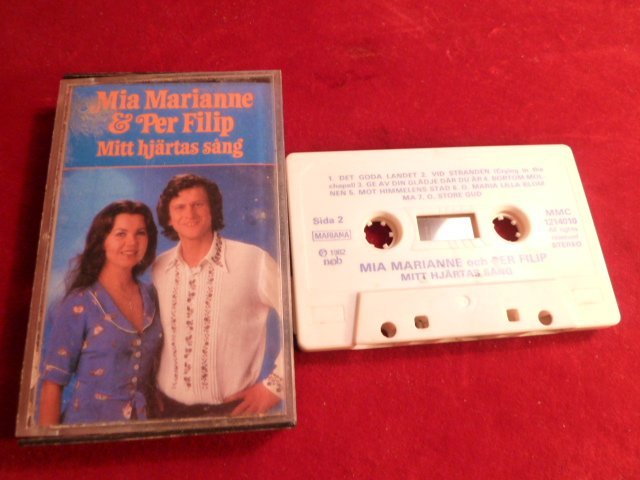 Mia Marianne
& Per Filip
Mitt hjärtas sång
1. DET GODA LANDET 2. VID STRANDEN (Crying in the
chapel) 3. GE AV DIN GLÄDJE DÄR DU ÄR 4. BORTOM MOL-
NEN 5. MOT HIMMELENS STAD 6. O, MARIA LILLA BLOM-
MA 7. O, STORE GUD
Sida 2
MARIANA
℗ 1982
ncb
MMC
1214010
All rights
reserved
STEREO
MIA MARIANNE och PER FILIP
MITT HJÄRTAS SÅNG